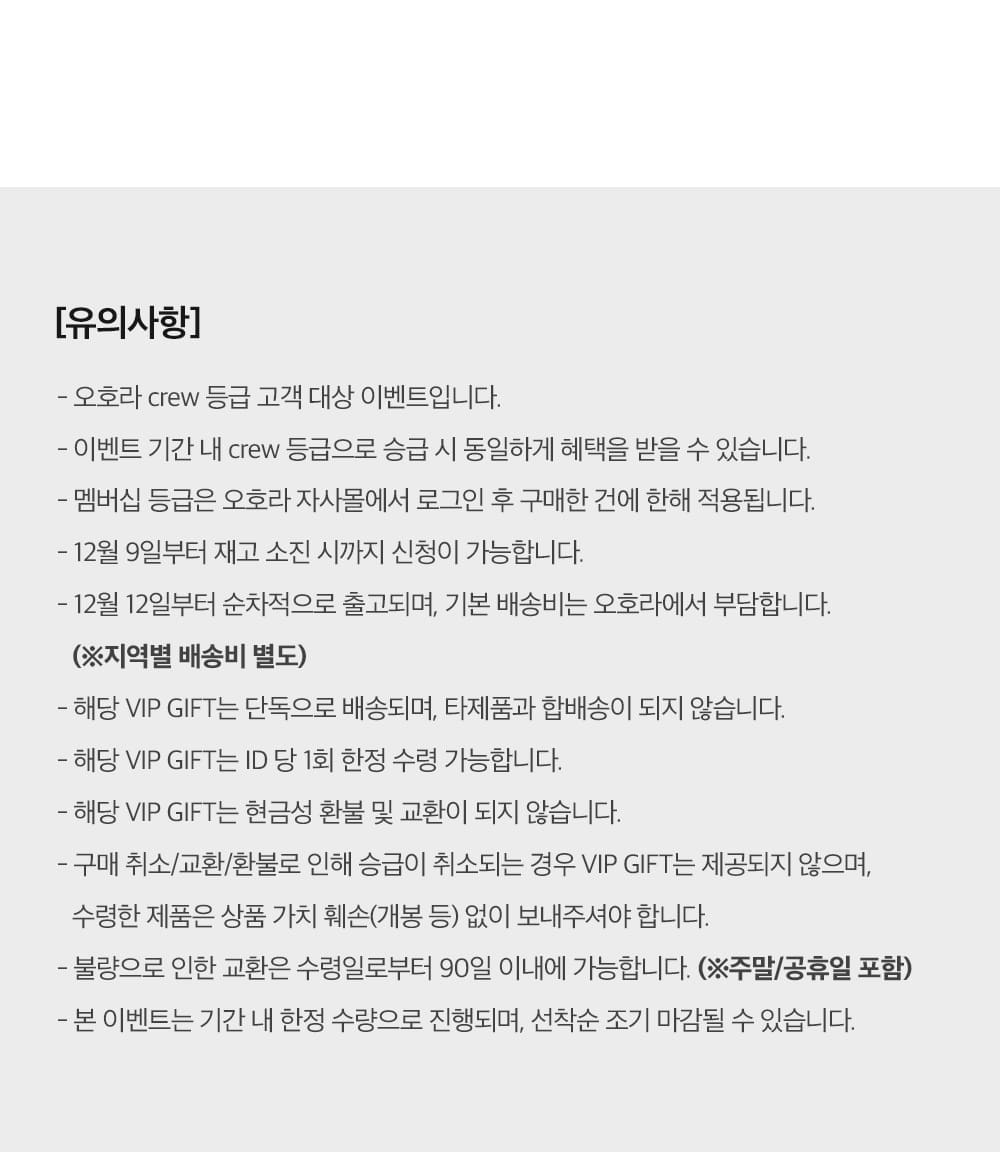 [유의사항]
- 오호라 crew 등급 고객 대상 이벤트입니다.
- 이벤트 기간 내 crew 등급으로 승급 시 동일하게 혜택을 받을 수 있습니다.
- 멤버십 등급은 오호라 자사몰에서 로그인 후 구매한 건에 한해 적용됩니다.
- 12월 9일부터 재고 소진 시까지 신청이 가능합니다.
- 12월 12일부터 순차적으로 출고되며, 기본 배송비는 오호라에서 부담합니다.
(※지역별 배송비 별도)
- 해당 VIP GIFT는 단독으로 배송되며, 타제품과 합배송이 되지 않습니다.
- 해당 VIP GIFT는 ID 당 1회 한정 수령 가능합니다.
- 해당 VIP GIFT는 현금성 환불 및 교환이 되지 않습니다.
- 구매 취소/교환/환불로 인해 승급이 취소되는 경우 VIP GIFT는 제공되지 않으며,
수령한 제품은 상품 가치 훼손(개봉 등) 없이 보내주셔야 합니다.
- 불량으로 인한 교환은 수령일로부터 90일 이내에 가능합니다. (※주말/공휴일 포함)
- 본 이벤트는 기간 내 한정 수량으로 진행되며, 선착순 조기 마감될 수 있습니다.